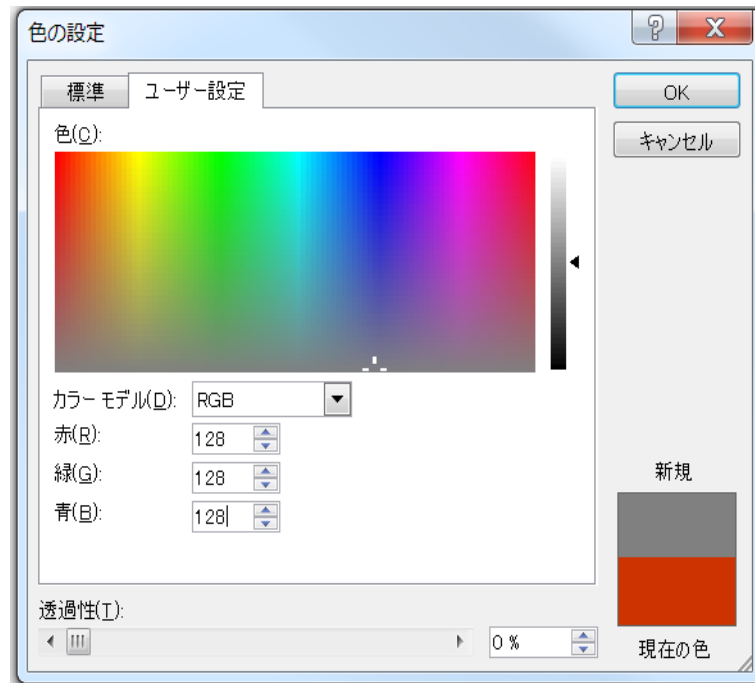 色の設定
標準 ユーザー設定
OK
キャンセル
色(C):
カラー モデル(D): RGB
赤(R): 128
緑(G): 128
青(B): 128
新規
現在の色
透過性(T):
0 %